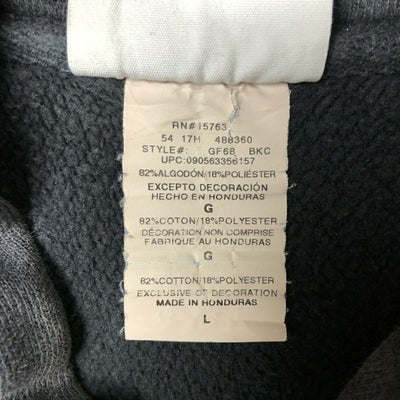 RN#15763
54 17H 488360
STYLE#: GF68 BKC
UPC:090563356157
82%ALGODÓN/18%POLIÉSTER
EXCEPTO DECORACIÓN
HECHO EN HONDURAS
G
82%COTON/18%POLYESTER
DÉCORATION NON COMPRISE
FABRIQUE AU HONDURAS
G
82%COTTON/18%POLYESTER
EXCLUSIVE OF DECORATION
MADE IN HONDURAS
L